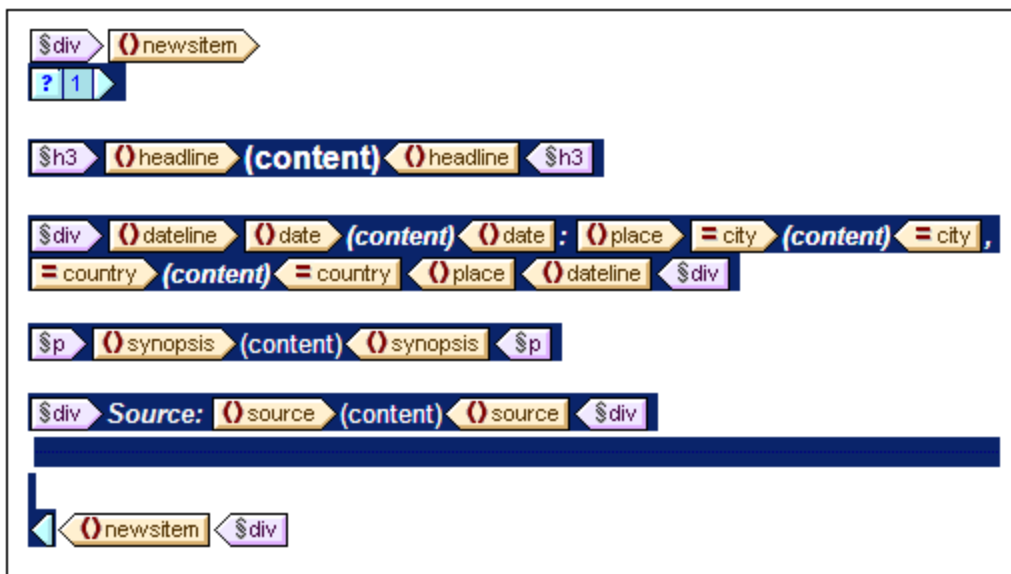 §div ()newsitem
? 1
§h3 ()headline (content) ()headline §h3
§div ()dateline ()date (content) ()date : ()place =city (content) =city ,
=country (content) =country ()place ()dateline §div
§p ()synopsis (content) ()synopsis §p
§div Source: ()source (content) ()source §div
()newsitem §div